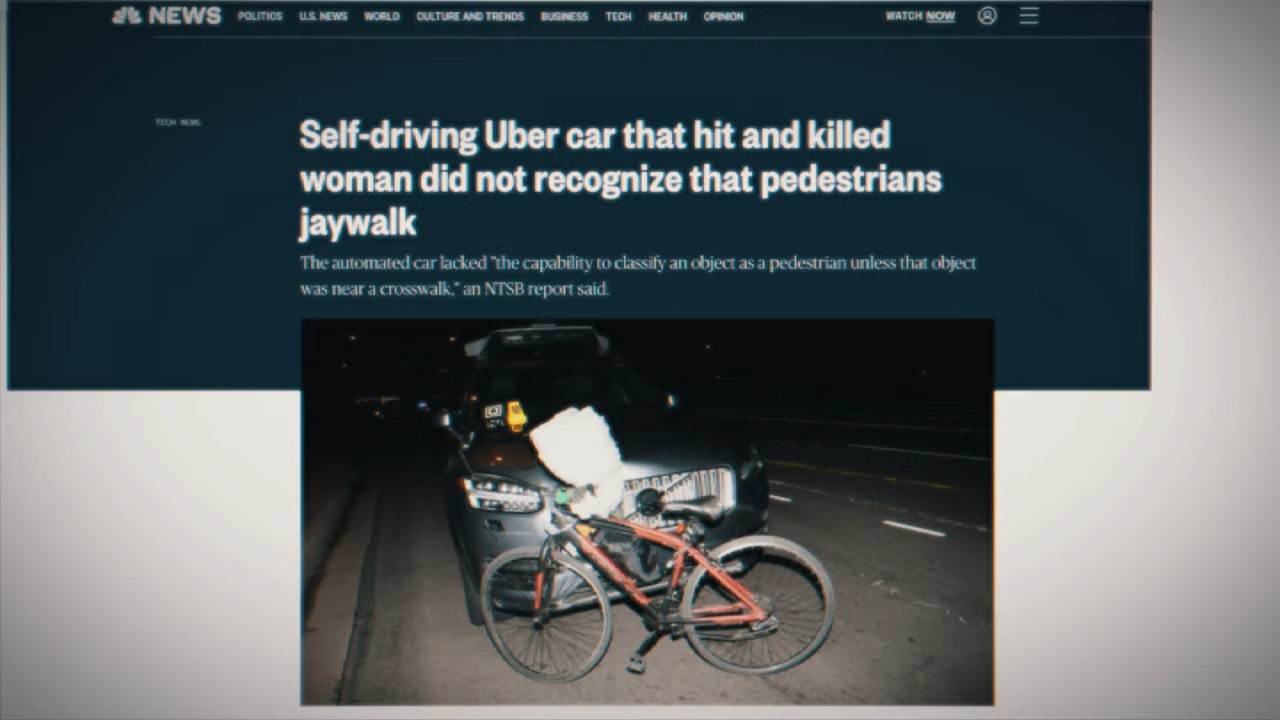 NEWS POLITICS U.S. NEWS WORLD CULTURE AND TRENDS BUSINESS TECH HEALTH OPINION WATCH NOW
TECH NEWS
Self-driving Uber car that hit and killed
woman did not recognize that pedestrians
jaywalk
The automated car lacked "the capability to classify an object as a pedestrian unless that object
was near a crosswalk," an NTSB report said.